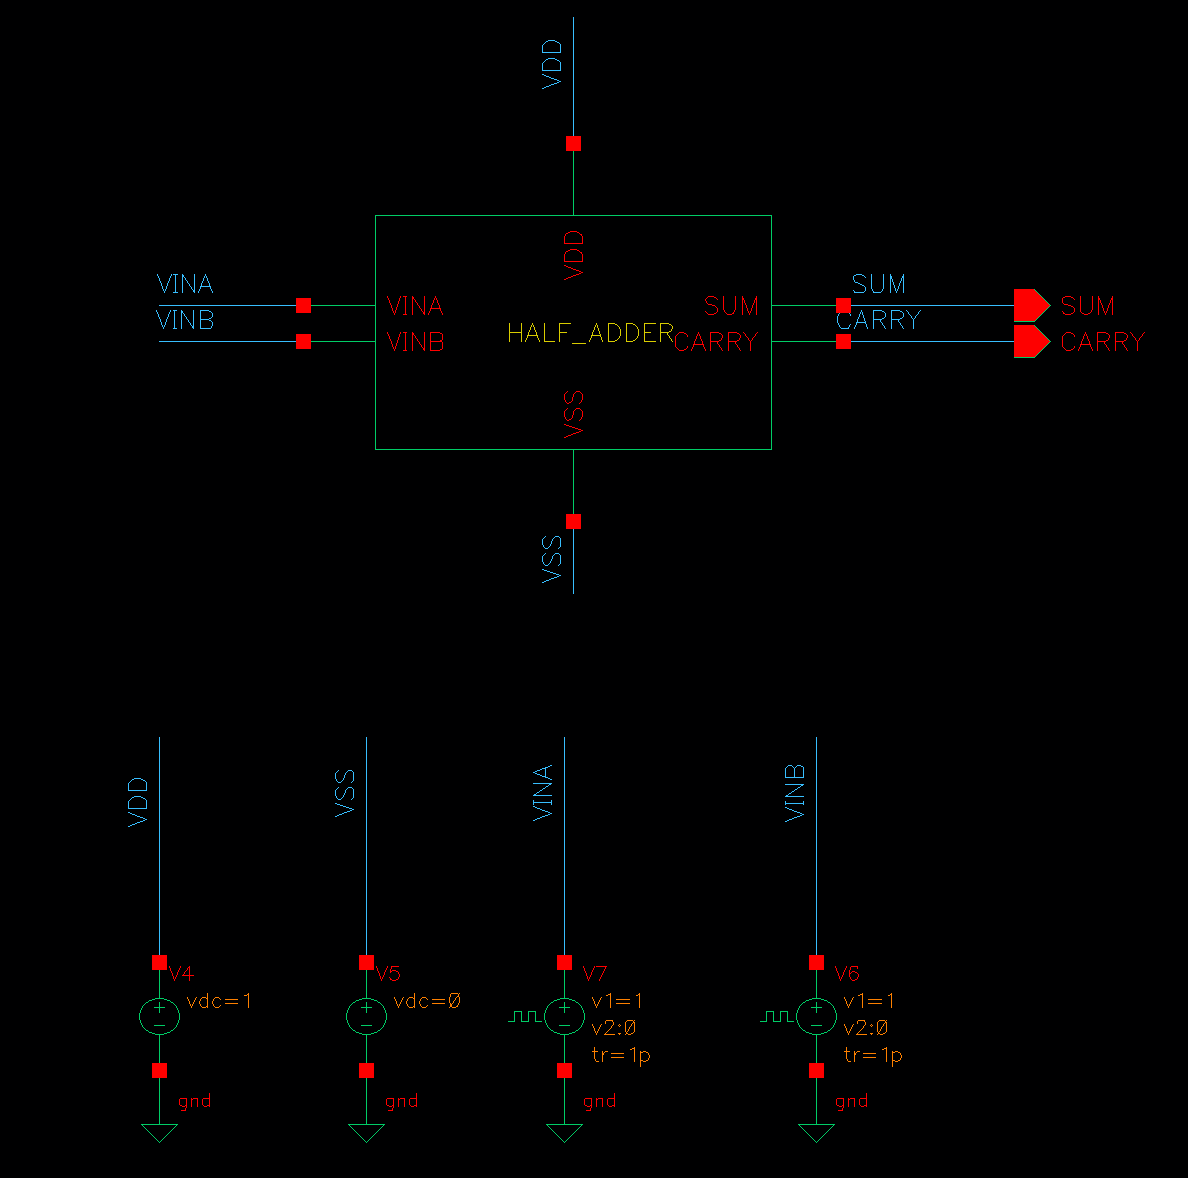 VDD
VDD
VINA
VINA
SUM
SUM
SUM
VINB
VINB
HALF_ADDER
CARRY
CARRY
CARRY
VSS
VSS
VDD
VSS
VINA
VINB
V4
vdc=1
gnd
V5
vdc=0
gnd
V7
v1=1
v2:0
tr=1p
gnd
V6
v1=1
v2:0
tr=1p
gnd